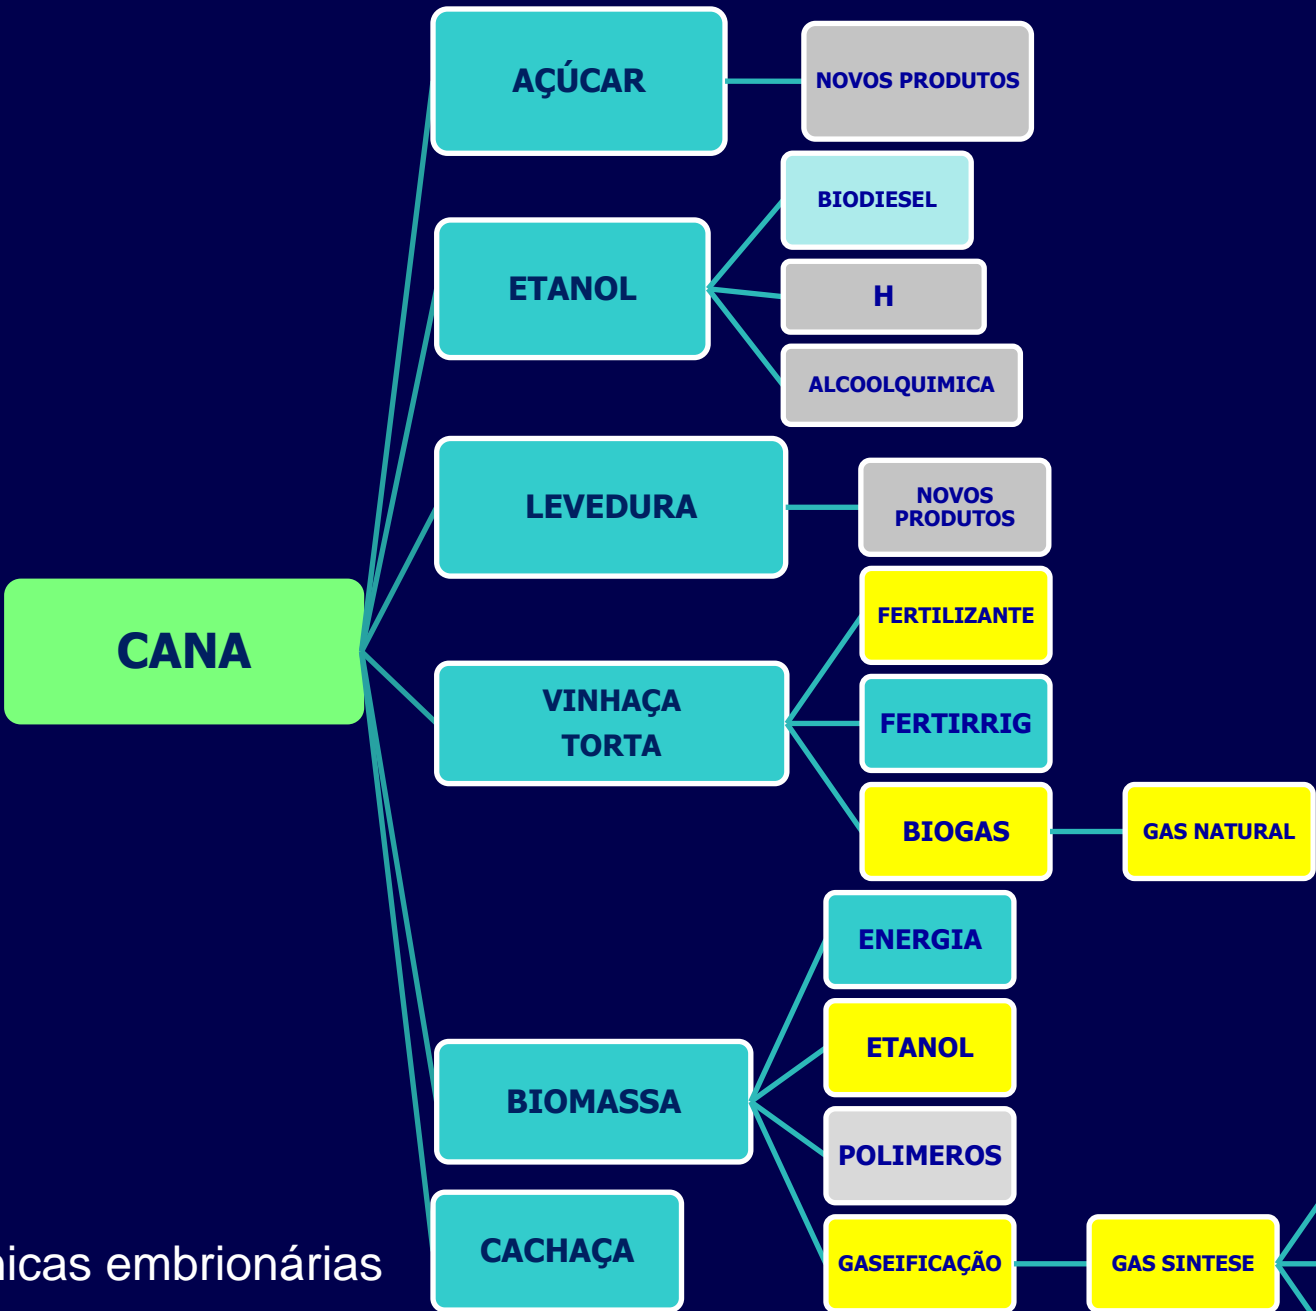 AÇÚCAR
NOVOS PRODUTOS
BIODIESEL
ETANOL
H
ALCOOLQUIMICA
LEVEDURA
NOVOS
PRODUTOS
FERTILIZANTE
CANA
VINHAÇA
TORTA
FERTIRRIG
BIOGAS
GAS NATURAL
ENERGIA
ETANOL
BIOMASSA
POLIMEROS
CACHAÇA
GASEIFICAÇÃO
GAS SINTESE
embrionárias